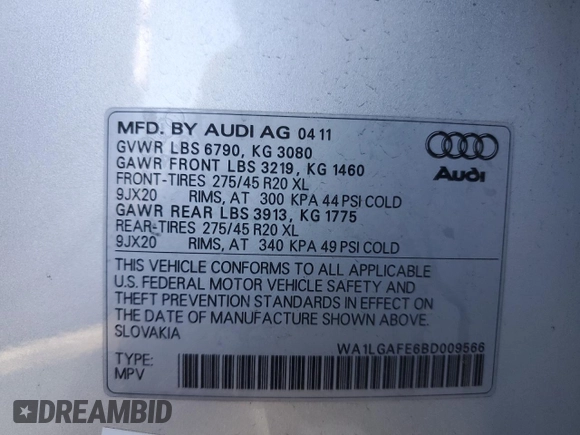 MFD. BY AUDI AG 04 11
GVWR LBS 6790, KG 3080
GAWR FRONT LBS 3219, KG 1460
FRONT-TIRES 275/45 R20 XL
9JX20 RIMS, AT 300 KPA 44 PSI COLD
GAWR REAR LBS 3913, KG 1775
REAR-TIRES 275/45 R20 XL
9JX20 RIMS, AT 340 KPA 49 PSI COLD
Audi
THIS VEHICLE CONFORMS TO ALL APPLICABLE
U.S. FEDERAL MOTOR VEHICLE SAFETY AND
THEFT PREVENTION STANDARDS IN EFFECT ON
THE DATE OF MANUFACTURE SHOWN ABOVE.
SLOVAKIA
WA1LGAFE6BD009566
TYPE:
MPV
DREAMBID